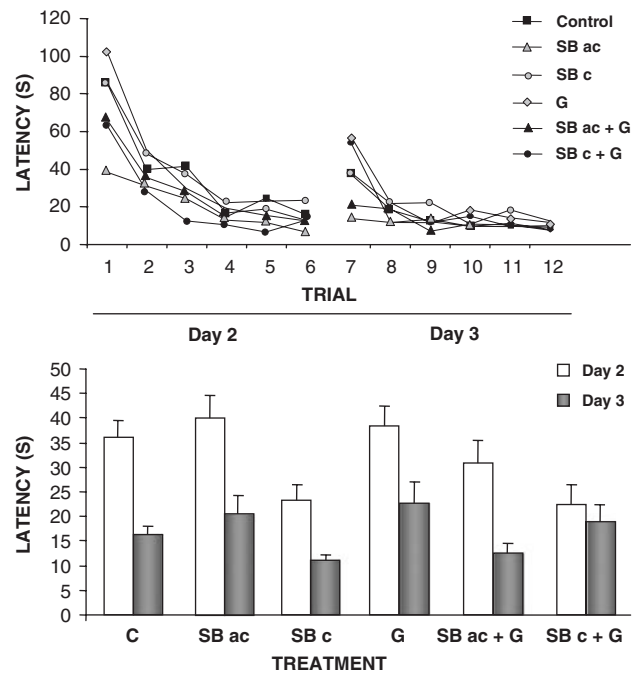 LATENCY (S)
120
100
80
60
40
20
0
Control
SB ac
SB c
G
SB ac + G
SB c + G
1 2 3 4 5 6 7 8 9 10 11 12
TRIAL
Day 2 Day 3
LATENCY (S)
50
45
40
35
30
25
20
15
10
5
0
Day 2
Day 3
C SB ac SB c G SB ac + G SB c + G
TREATMENT